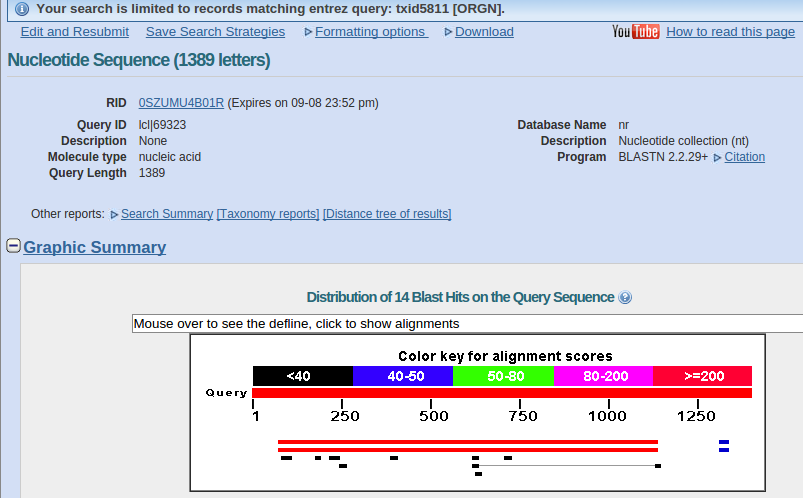 Your search is limited to records matching entrez query: txid5811 [ORGN].
Edit and Resubmit Save Search Strategies Formatting options Download YouTube How to read this page
Nucleotide Sequence (1389 letters)
RID 0SZUMU4B01R (Expires on 09-08 23:52 pm)
Query ID lcl|69323 Database Name nr
Description None Description Nucleotide collection (nt)
Molecule type nucleic acid Program BLASTN 2.2.29+ Citation
Query Length 1389
Other reports: Search Summary [Taxonomy reports] [Distance tree of results]
Graphic Summary
Distribution of 14 Blast Hits on the Query Sequence
Mouse over to see the defline, click to show alignments
Color key for alignment scores
<40 40-50 50-80 80-200 >=200
Query
1 250 500 750 1000 1250